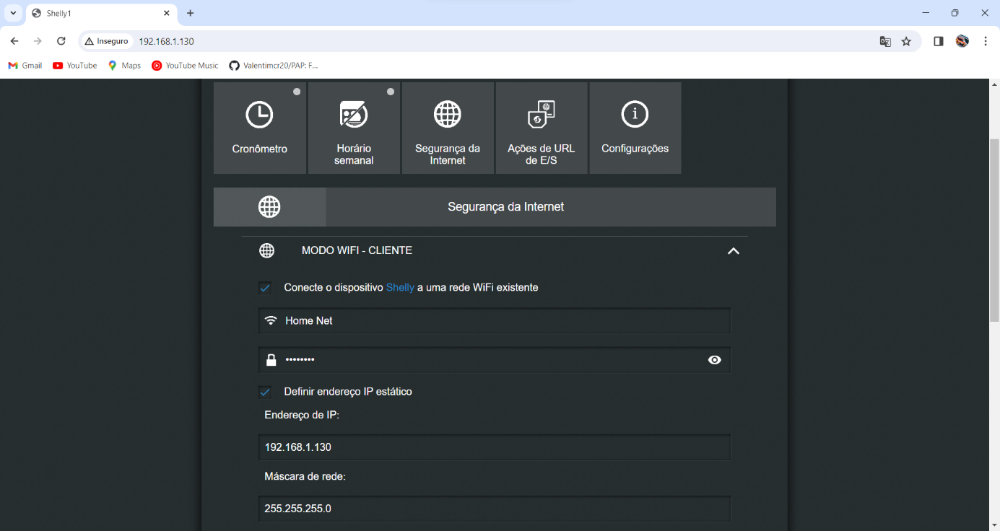 Shelly1
Inseguro 192.168.1.130
Gmail YouTube Maps YouTube Music Valentimcr20/PAP: F...
Cronômetro
Horário
semanal
Segurança da
Internet
Ações de URL
de E/S
Configurações
Segurança da Internet
MODO WIFI - CLIENTE
Conecte o dispositivo Shelly a uma rede WiFi existente
Home Net
••••••••
Definir endereço IP estático
Endereço de IP:
192.168.1.130
Máscara de rede:
255.255.255.0